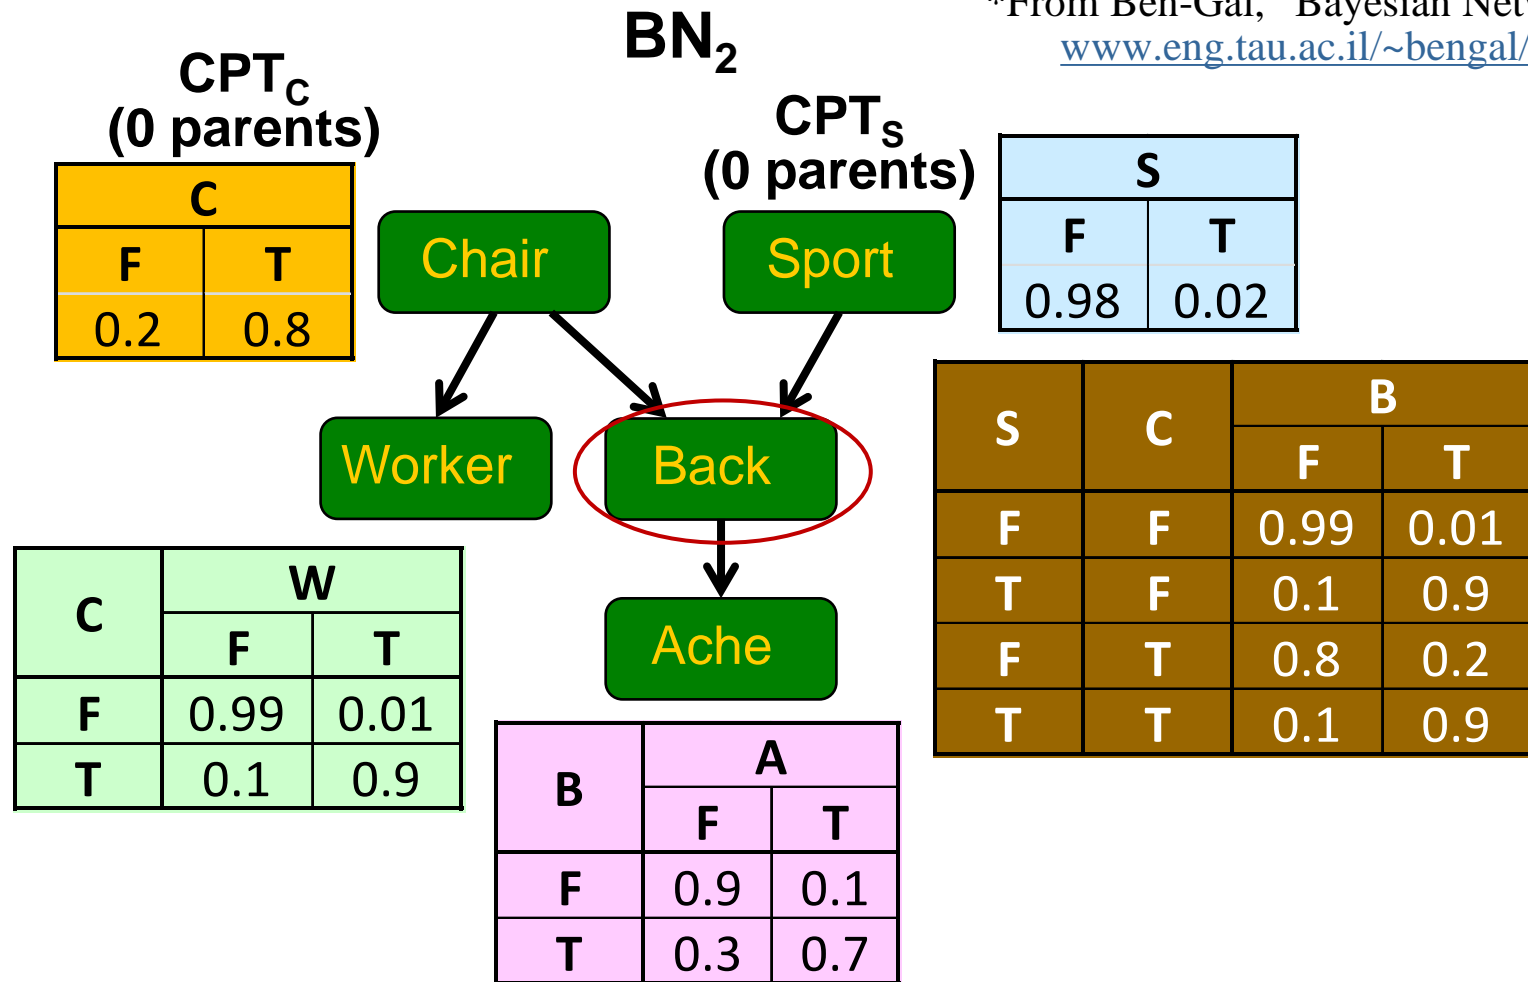 BN₂
*From Ben-Gal, "Bayesian
www.eng.tau.ac.il/~bengal/
CPT_C
(0 parents)
CPT_S
(0 parents)
C
F T
0.2 0.8
Chair
Sport
S
F T
0.98 0.02
Worker
Back
Ache
S C B
F T
F F 0.99 0.01
T F 0.1 0.9
F T 0.8 0.2
T T 0.1 0.9
C W
F T
F 0.99 0.01
T 0.1 0.9
B A
F T
F 0.9 0.1
T 0.3 0.7